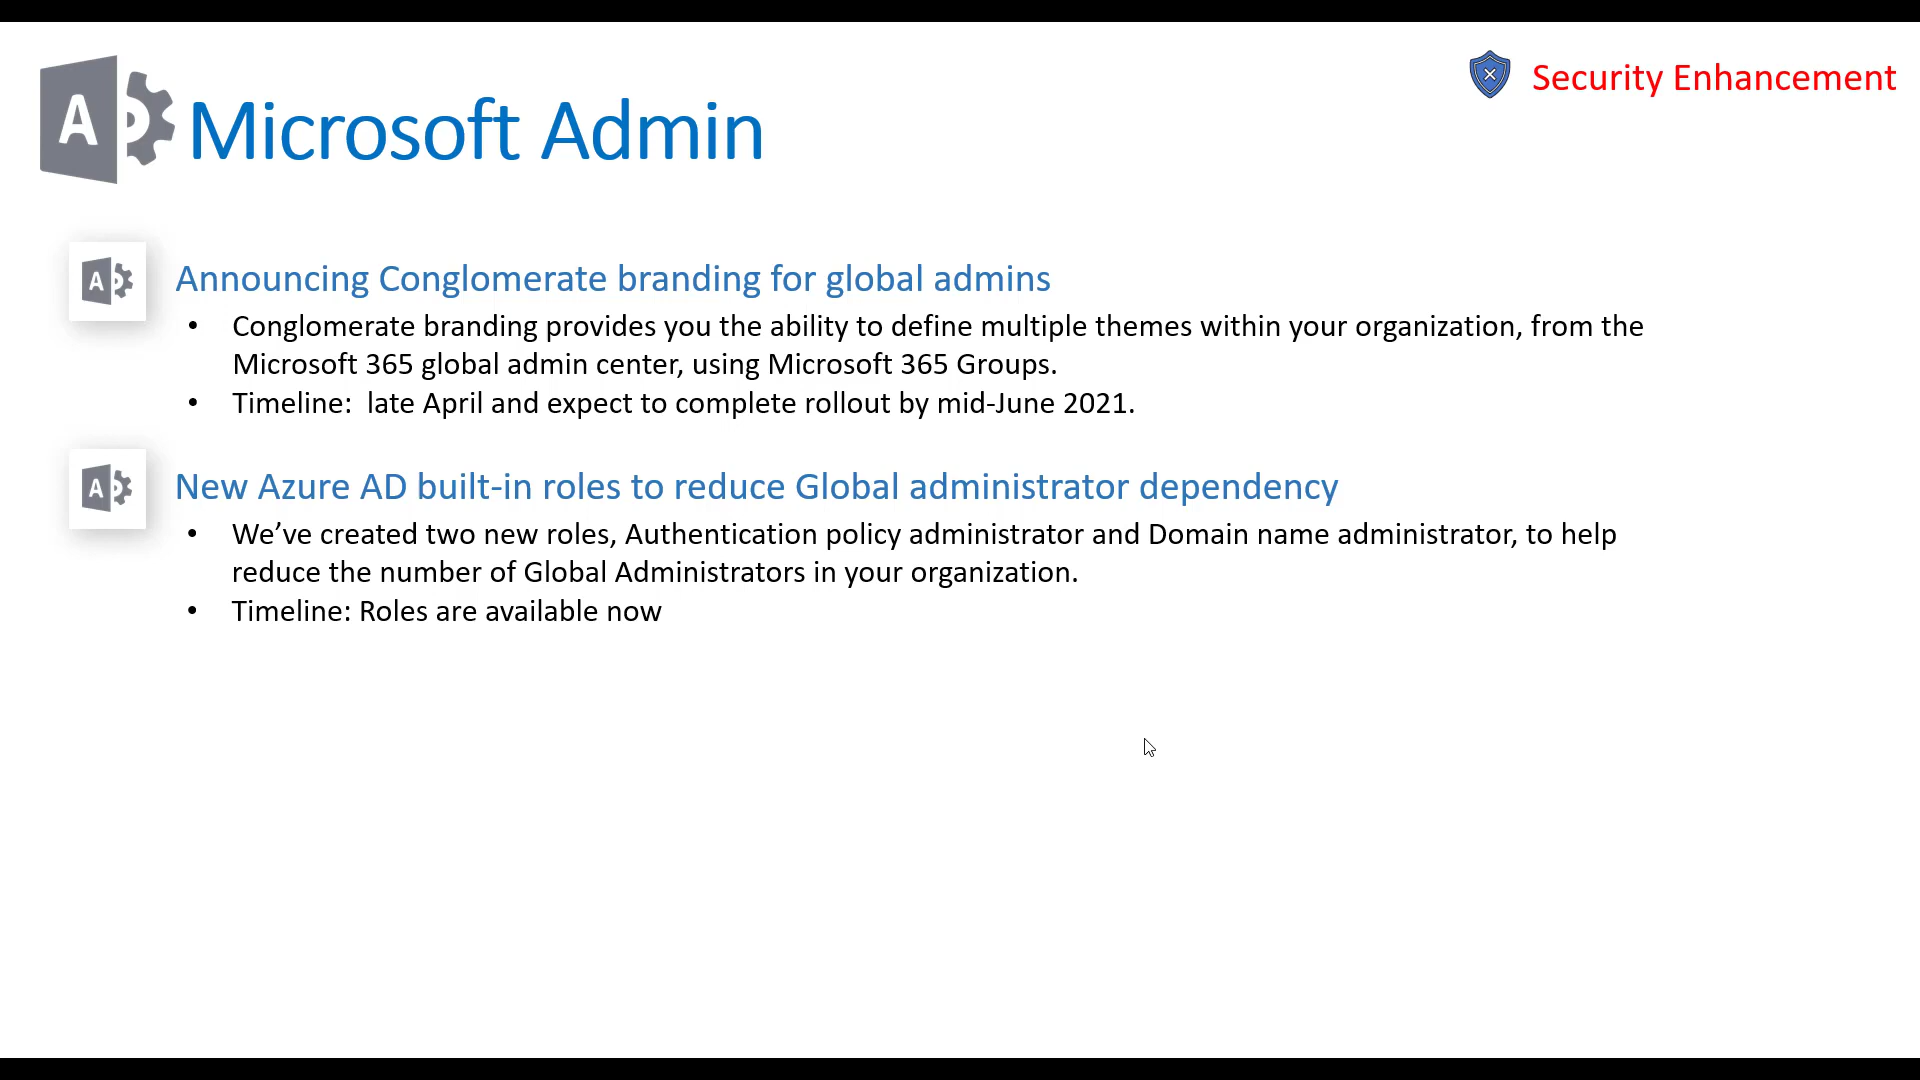 Security Enhancement
A
Microsoft Admin
A
Announcing Conglomerate branding for global admins
• Conglomerate branding provides you the ability to define multiple themes within your organization, from the
Microsoft 365 global admin center, using Microsoft 365 Groups.
• Timeline:  late April and expect to complete rollout by mid-June 2021.
A
New Azure AD built-in roles to reduce Global administrator dependency
• We’ve created two new roles, Authentication policy administrator and Domain name administrator, to help
reduce the number of Global Administrators in your organization.
• Timeline: Roles are available now